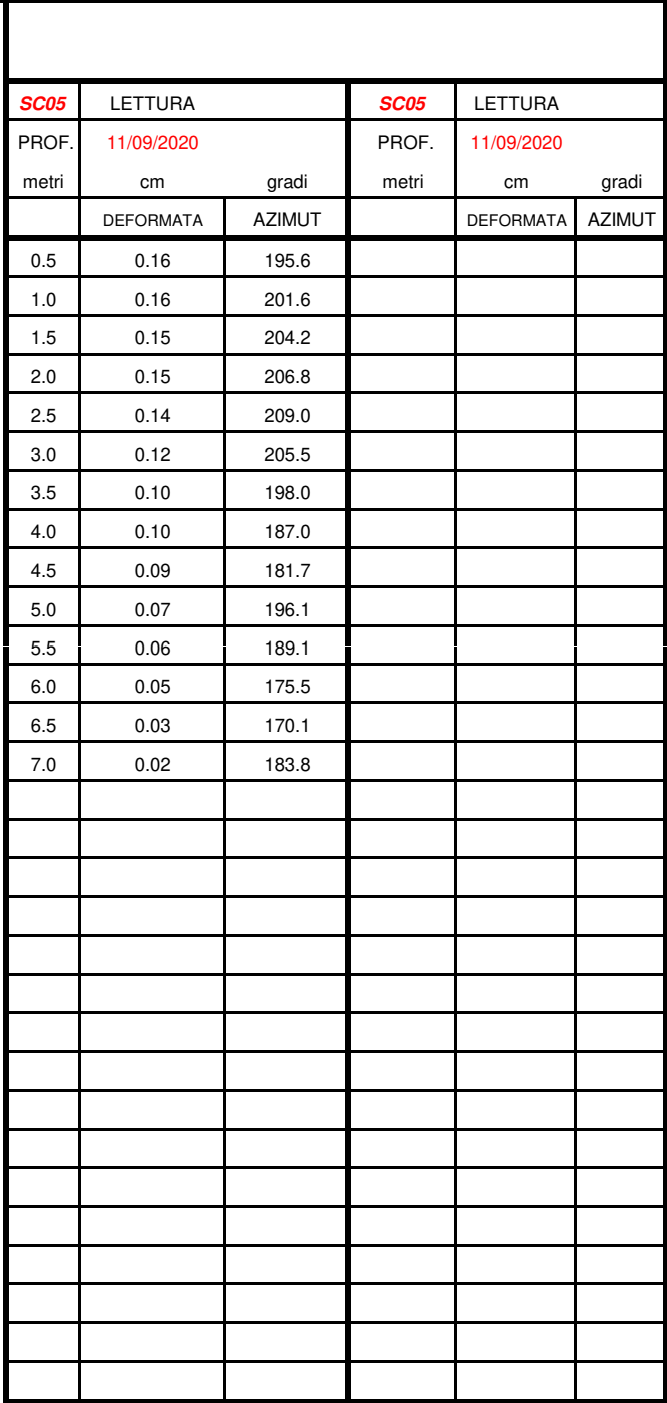 SC05 LETTURA SC05 LETTURA
PROF. 11/09/2020 PROF. 11/09/2020
metri cm gradi metri cm gradi
DEFORMATA AZIMUT DEFORMATA AZIMUT
0.5 0.16 195.6
1.0 0.16 201.6
1.5 0.15 204.2
2.0 0.15 206.8
2.5 0.14 209.0
3.0 0.12 205.5
3.5 0.10 198.0
4.0 0.10 187.0
4.5 0.09 181.7
5.0 0.07 196.1
5.5 0.06 189.1
6.0 0.05 175.5
6.5 0.03 170.1
7.0 0.02 183.8